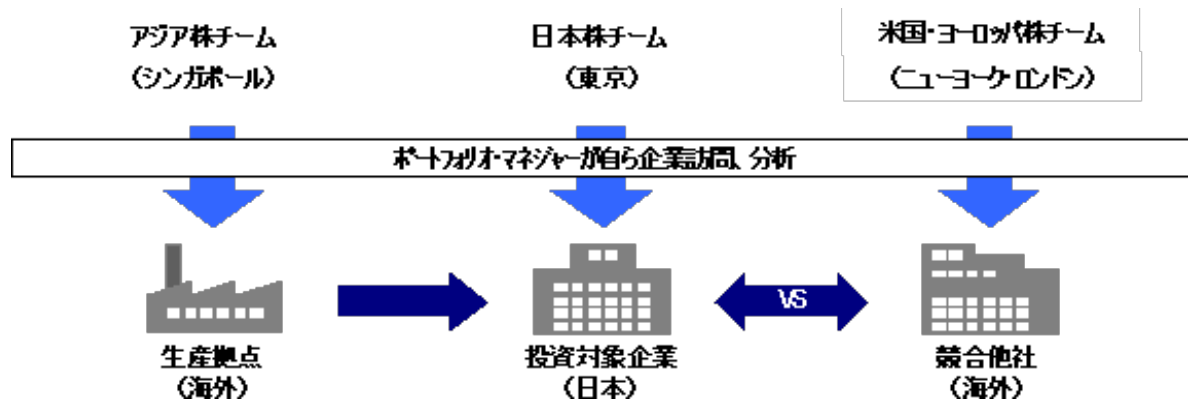 アジア株チーム
(シンガポール)
日本株チーム
(東京)
米国・ヨーロッパ株チーム
(ニューヨーク・ロンドン)
ポートフォリオ・マネジャーが自ら企業訪問、分析
VS
生産拠点
(海外)
投資対象企業
(日本)
競合他社
(海外)